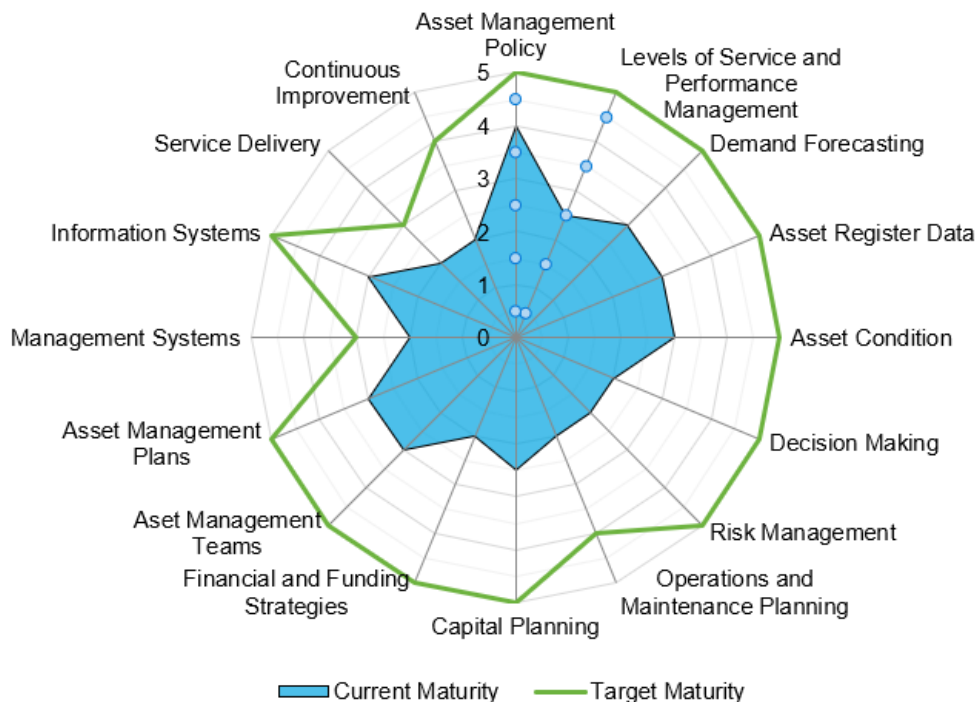 Asset Management
Policy
Levels of Service and
Performance
Management
Demand Forecasting
Asset Register Data
Asset Condition
Decision Making
Risk Management
Operations and
Maintenance Planning
Capital Planning
Financial and Funding
Strategies
Aset Management
Teams
Asset Management
Plans
Management Systems
Information Systems
Service Delivery
Continuous
Improvement
5
4
3
2
1
0
Current Maturity
Target Maturity